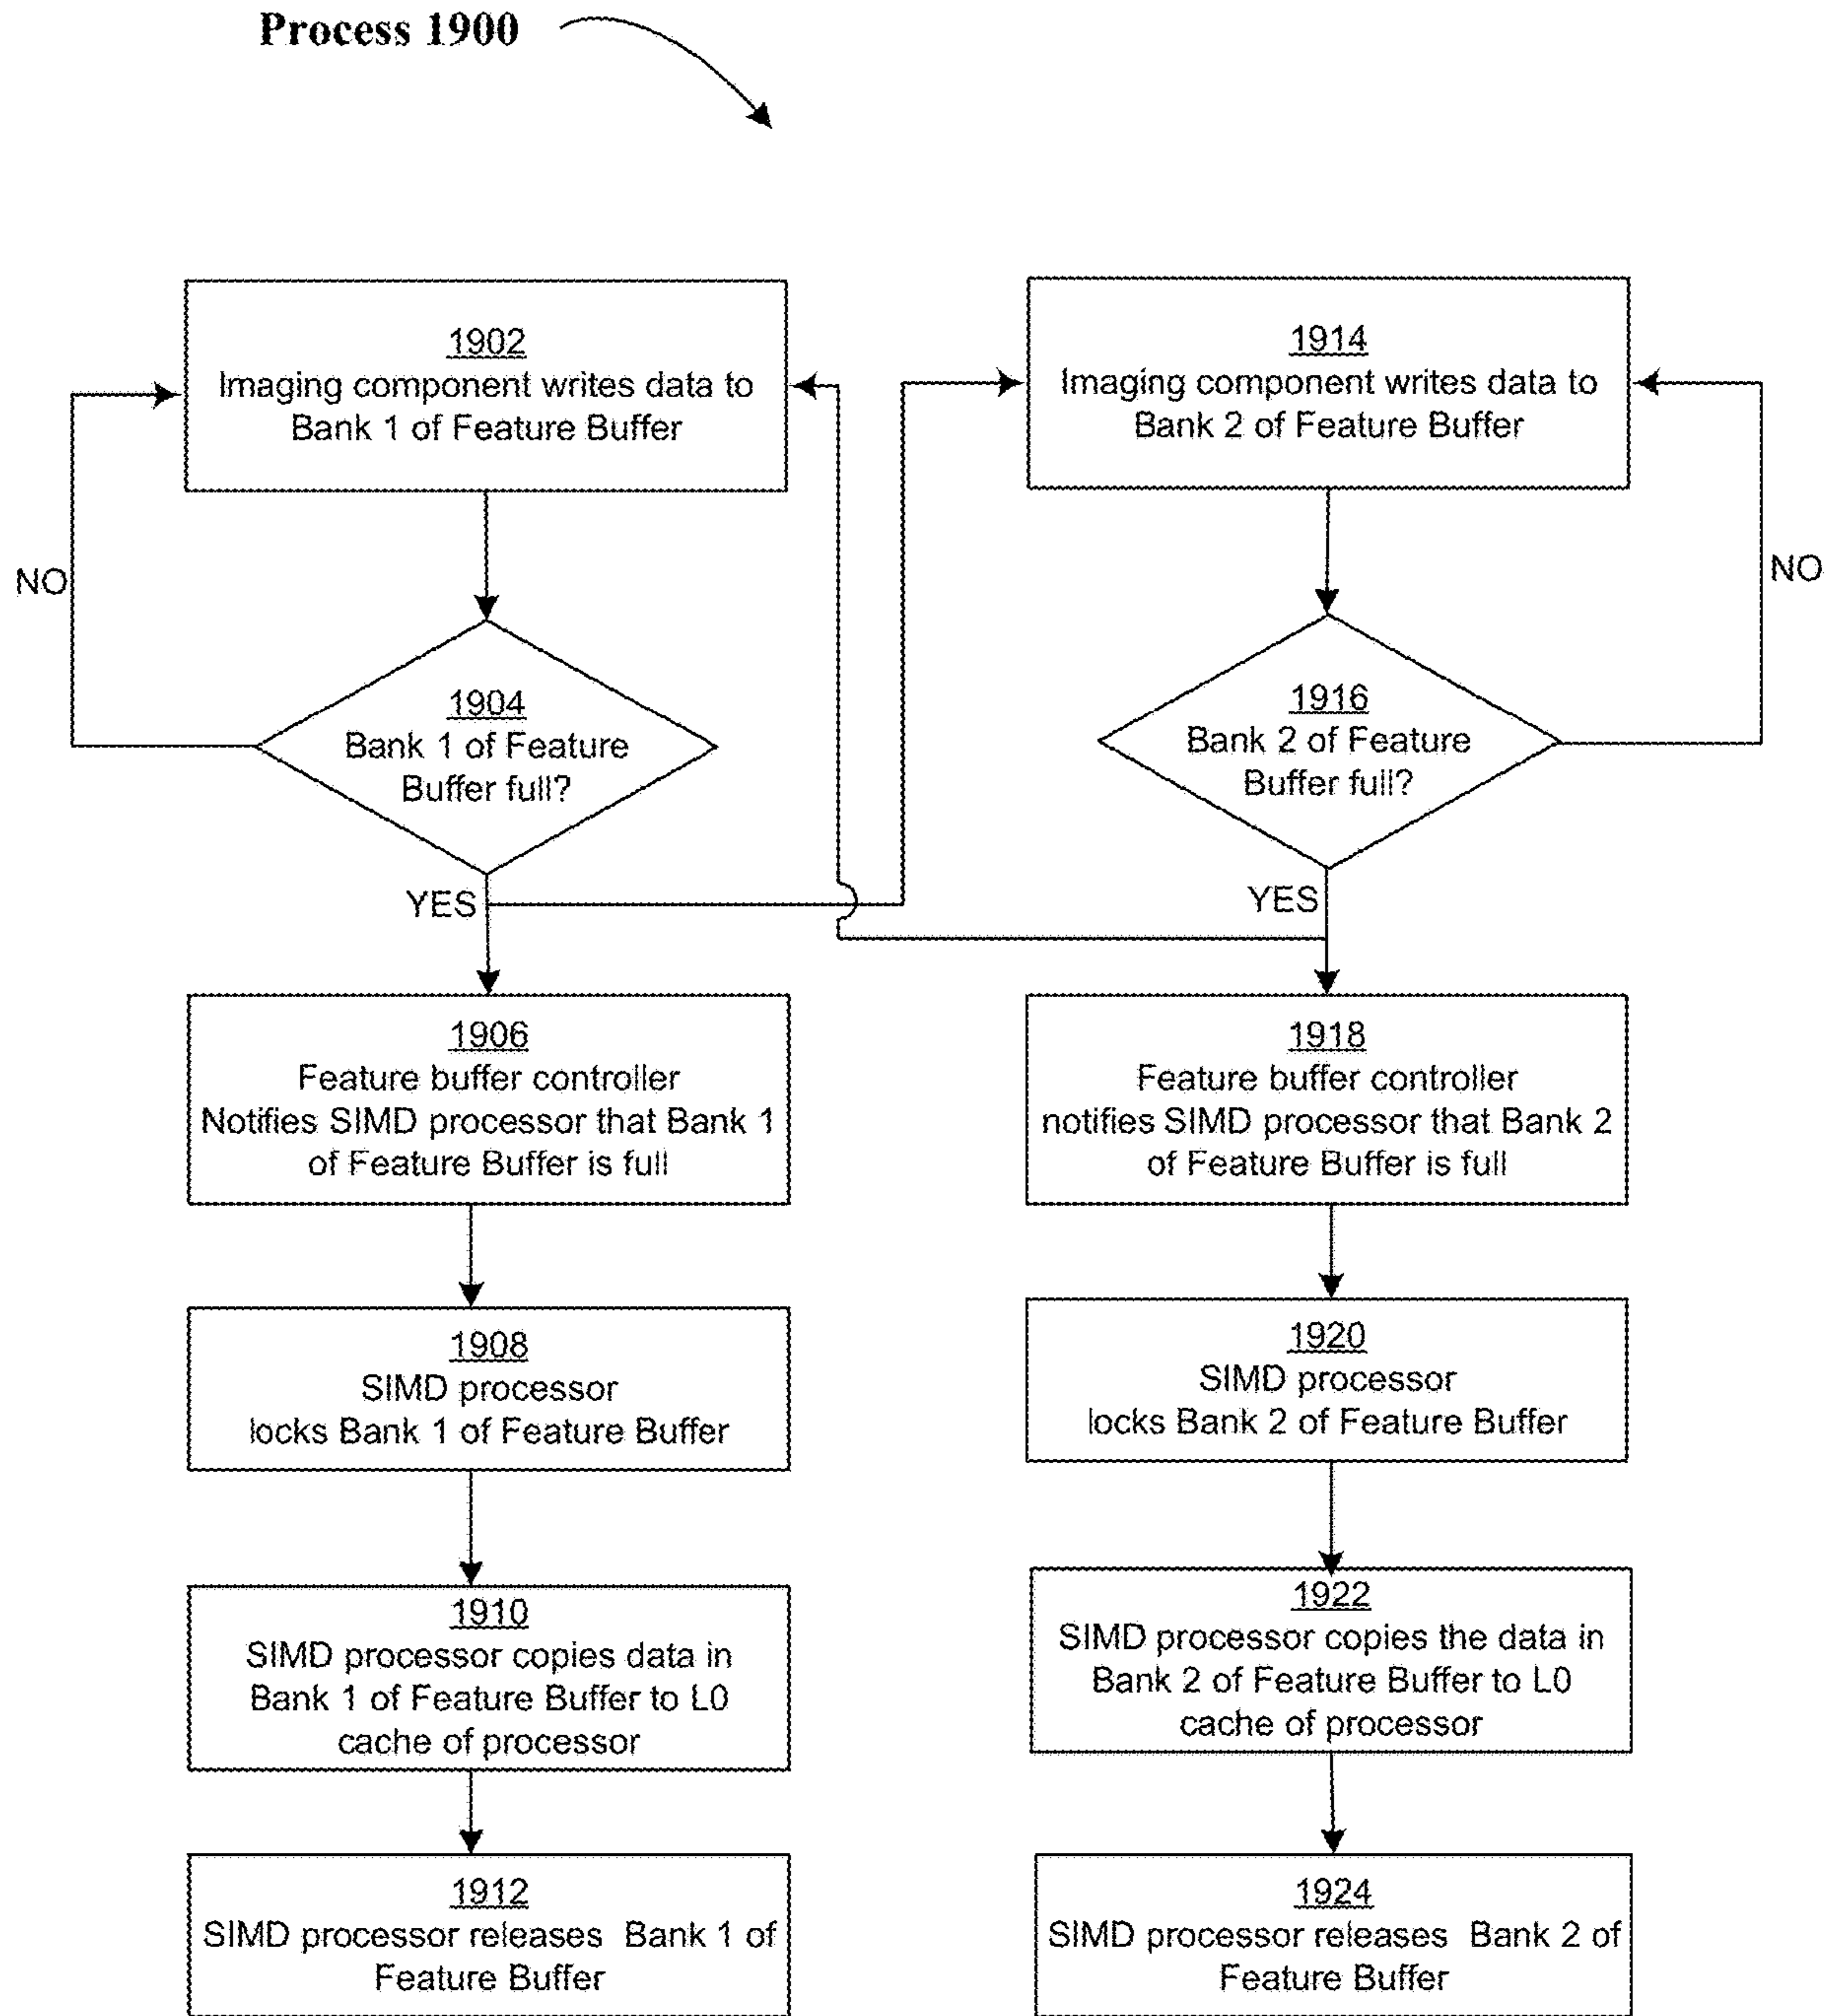 Process 1900
1902
Imaging component writes data to
Bank 1 of Feature Buffer
NO
1904
Bank 1 of Feature
Buffer full?
YES
1906
Feature buffer controller
Notifies SIMD processor that Bank 1
of Feature Buffer is full
1908
SIMD processor
locks Bank 1 of Feature Buffer
1910
SIMD processor copies data in
Bank 1 of Feature Buffer to L0
cache of processor
1912
SIMD processor releases Bank 1 of
Feature Buffer
1914
Imaging component writes data to
Bank 2 of Feature Buffer
NO
1916
Bank 2 of Feature
Buffer full?
YES
1918
Feature buffer controller
notifies SIMD processor that Bank 2
of Feature Buffer is full
1920
SIMD processor
locks Bank 2 of Feature Buffer
1922
SIMD processor copies the data in
Bank 2 of Feature Buffer to L0
cache of processor
1924
SIMD processor releases Bank 2 of
Feature Buffer